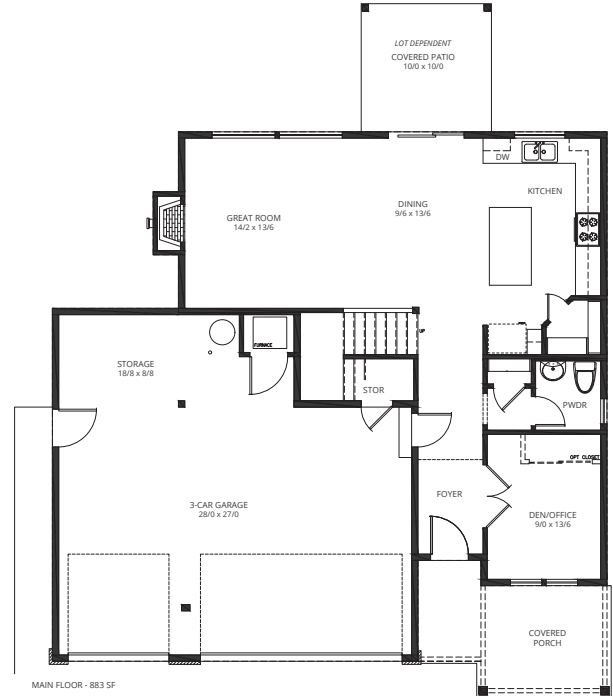 LOT DEPENDENT
COVERED PATIO
10/0 x 10/0
DW
KITCHEN
DINING
9/6 x 13/6
GREAT ROOM
14/2 x 13/6
UP
FURNACE
STORAGE
18/8 x 8/8
STOR
PWDR
OPT CLOSET
FOYER
3-CAR GARAGE
28/0 x 27/0
DEN/OFFICE
9/0 x 13/6
COVERED
PORCH
MAIN FLOOR - 883 SF